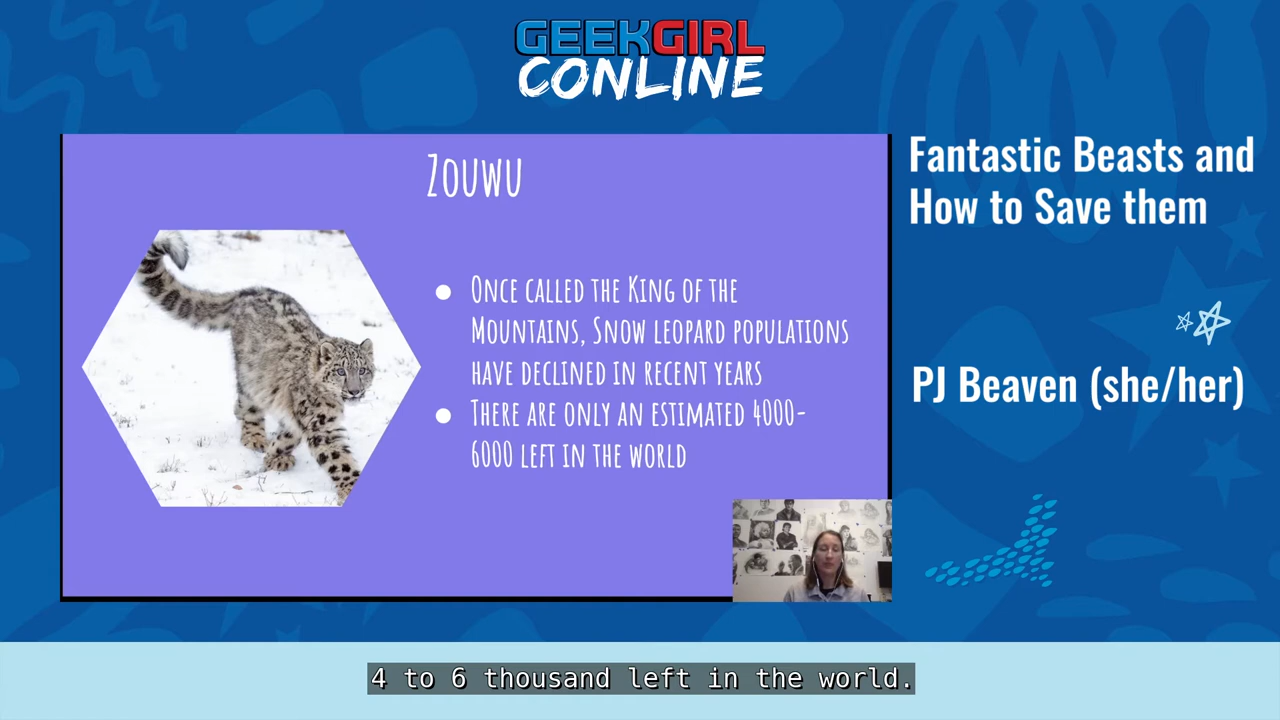 GEEKGIRL
CONLINE
Zouwu
● Once called the King of the
Mountains, Snow leopard populations
have declined in recent years
● There are only an estimated 4000-
6000 left in the world
Fantastic Beasts and
How to Save them
PJ Beaven (she/her)
4 to 6 thousand left in the world.